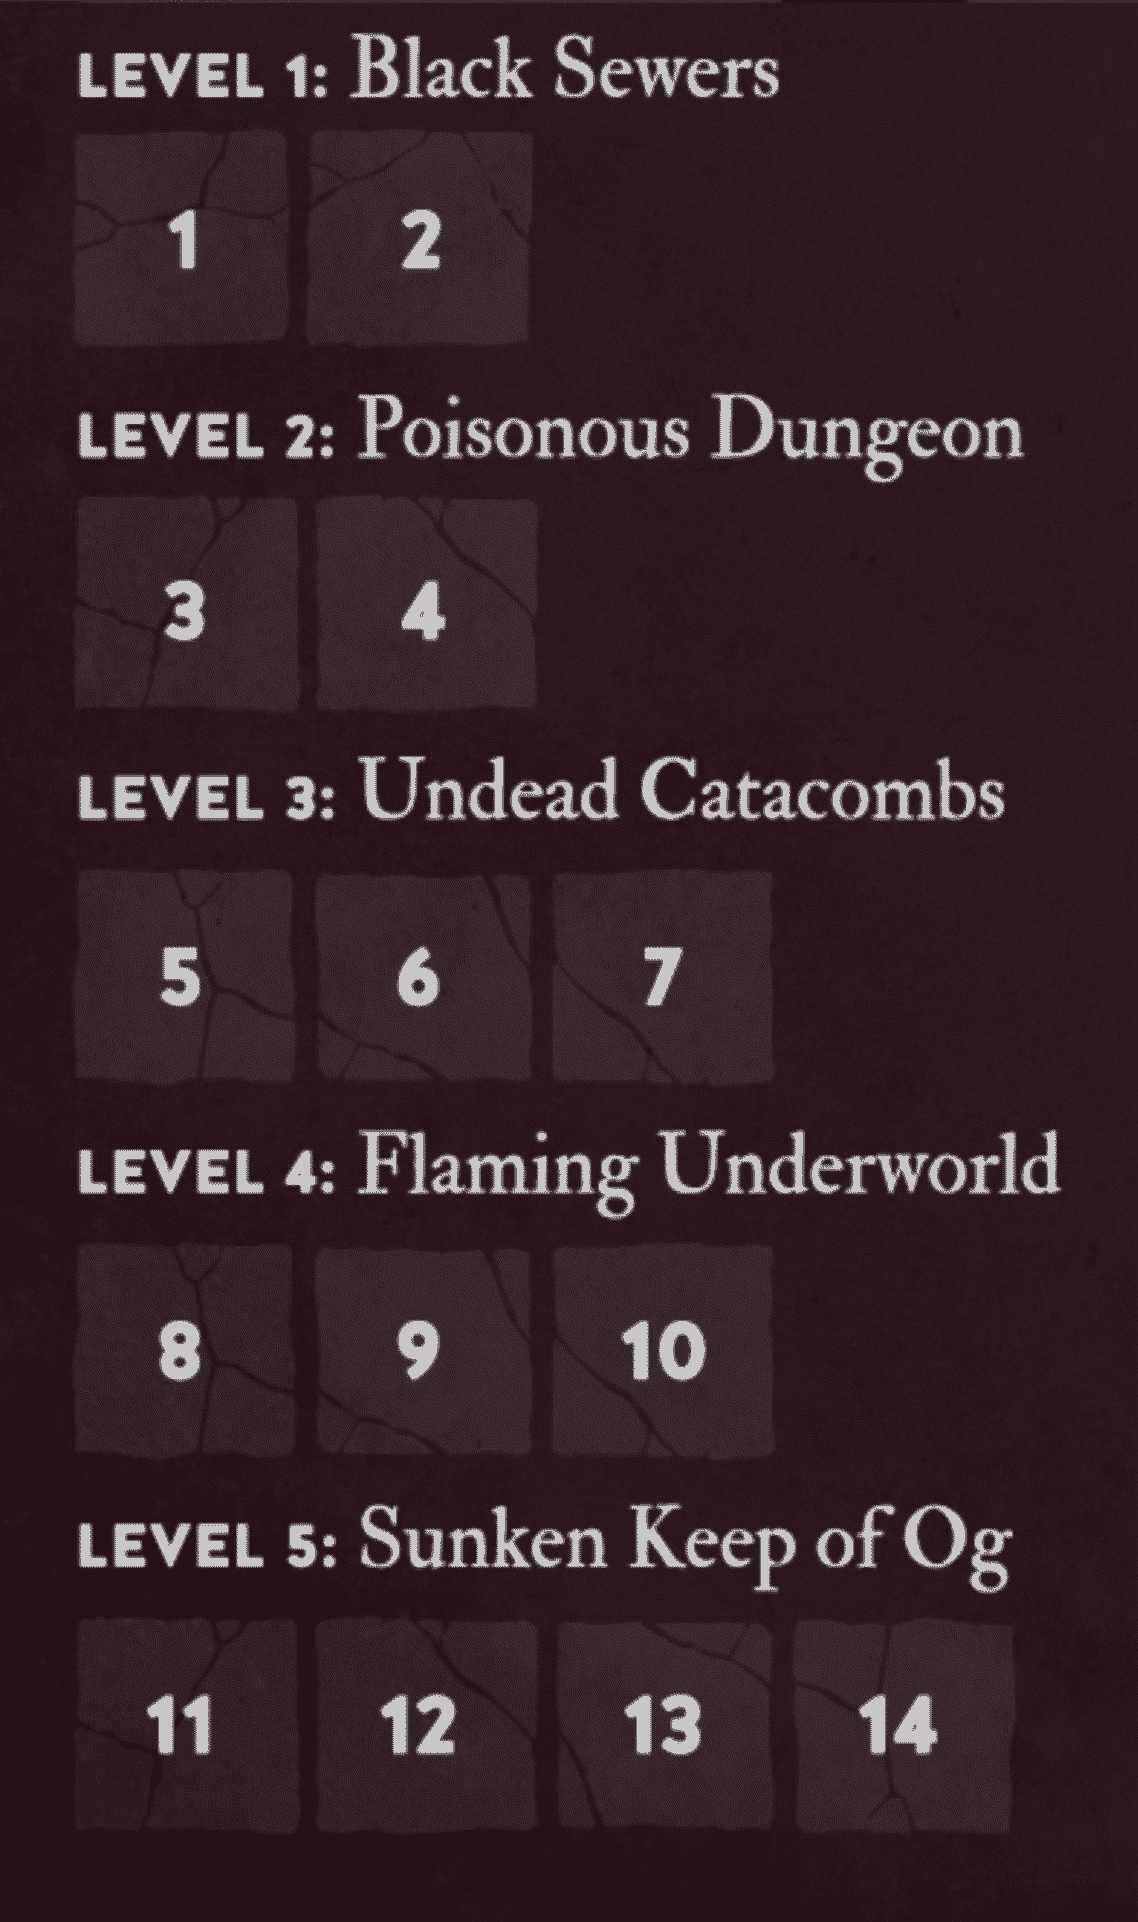 LEVEL 1: Black Sewers
1 2
LEVEL 2: Poisonous Dungeon
3 4
LEVEL 3: Undead Catacombs
5 6 7
LEVEL 4: Flaming Underworld
8 9 10
LEVEL 5: Sunken Keep of Og
11 12 13 14